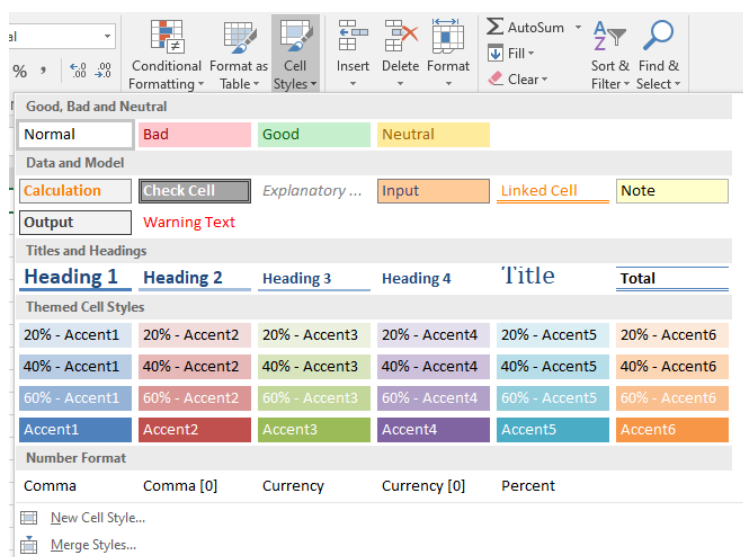 al
AutoSum
Fill
Clear
% , .00 .00
Conditional Formatting
Format as Table
Cell Styles
Insert Delete Format
Sort & Filter
Find & Select
Good, Bad and Neutral
Normal Bad Good Neutral
Data and Model
Calculation Check Cell Explanatory ... Input Linked Cell Note
Output Warning Text
Titles and Headings
Heading 1 Heading 2 Heading 3 Heading 4 Title Total
Themed Cell Styles
20% - Accent1 20% - Accent2 20% - Accent3 20% - Accent4 20% - Accent5 20% - Accent6
40% - Accent1 40% - Accent2 40% - Accent3 40% - Accent4 40% - Accent5 40% - Accent6
60% - Accent1 60% - Accent2 60% - Accent3 60% - Accent4 60% - Accent5 60% - Accent6
Accent1 Accent2 Accent3 Accent4 Accent5 Accent6
Number Format
Comma Comma [0] Currency Currency [0] Percent
New Cell Style...
Merge Styles...